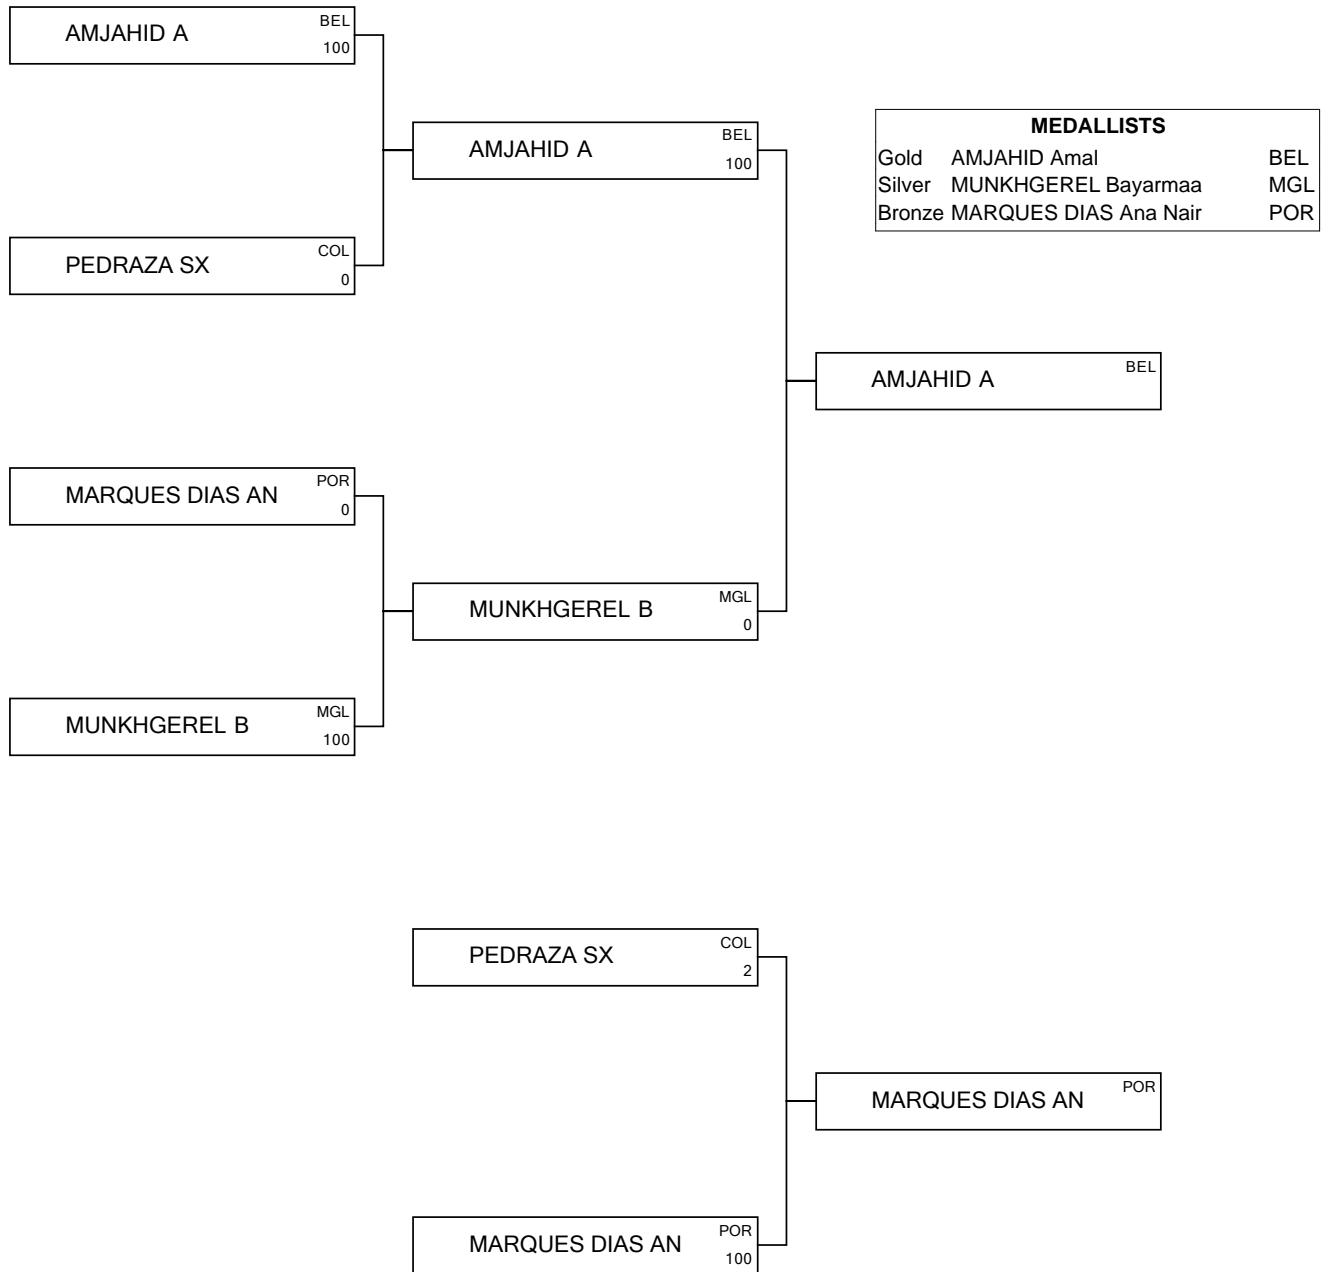 AMJAHID A BEL
100
AMJAHID A BEL
100
MEDALLISTS
Gold AMJAHID Amal BEL
Silver MUNKHGEREL Bayarmaa MGL
Bronze MARQUES DIAS Ana Nair POR
PEDRAZA SX COL
0
AMJAHID A BEL
MARQUES DIAS AN POR
0
MUNKHGEREL B MGL
0
MUNKHGEREL B MGL
100
PEDRAZA SX COL
2
MARQUES DIAS AN POR
MARQUES DIAS AN POR
100